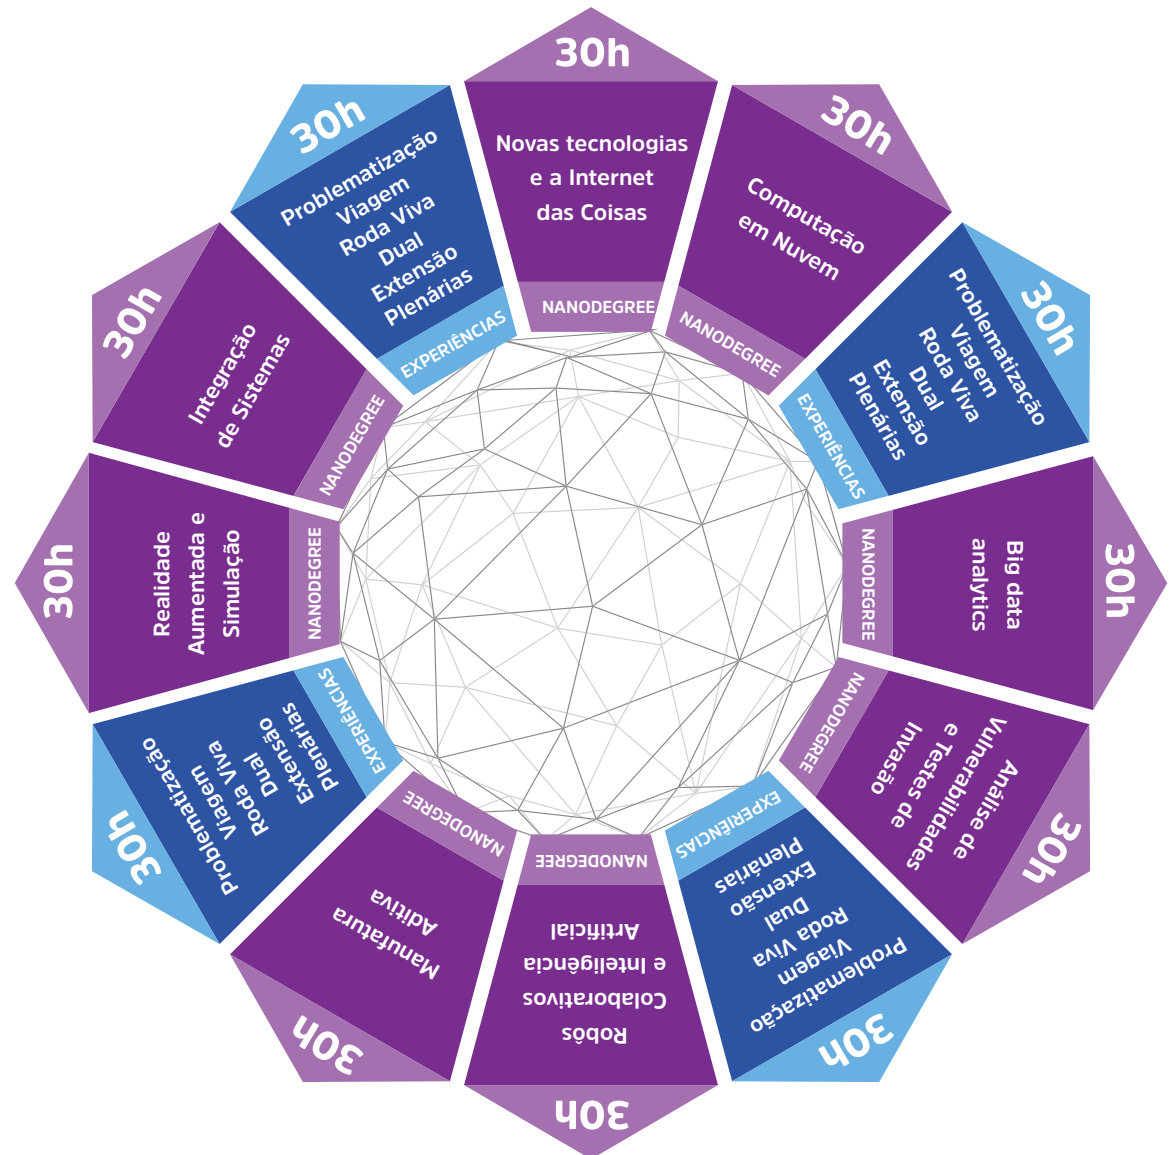 30h
Novas tecnologias
e a Internet
das Coisas
NANODEGREE
30h
Computação
em Nuvem
NANODEGREE
30h
Problematização
Viagem
Roda Viva
Dual
Extensão
Plenárias
EXPERIÊNCIAS
30h
Big data
analytics
NANODEGREE
30h
Análise de
Vulnerabilidades
e Testes de
Invasão
NANODEGREE
30h
Problematização
Viagem
Roda Viva
Dual
Extensão
Plenárias
EXPERIÊNCIAS
30h
Robôs
Colaborativos
e Inteligência
Artificial
NANODEGREE
30h
Manufatura
Aditiva
NANODEGREE
30h
Problematização
Viagem
Roda Viva
Dual
Extensão
Plenárias
EXPERIÊNCIAS
30h
Realidade
Aumentada e
Simulação
NANODEGREE
30h
Integração
de Sistemas
NANODEGREE
30h
Problematização
Viagem
Roda Viva
Dual
Extensão
Plenárias
EXPERIÊNCIAS